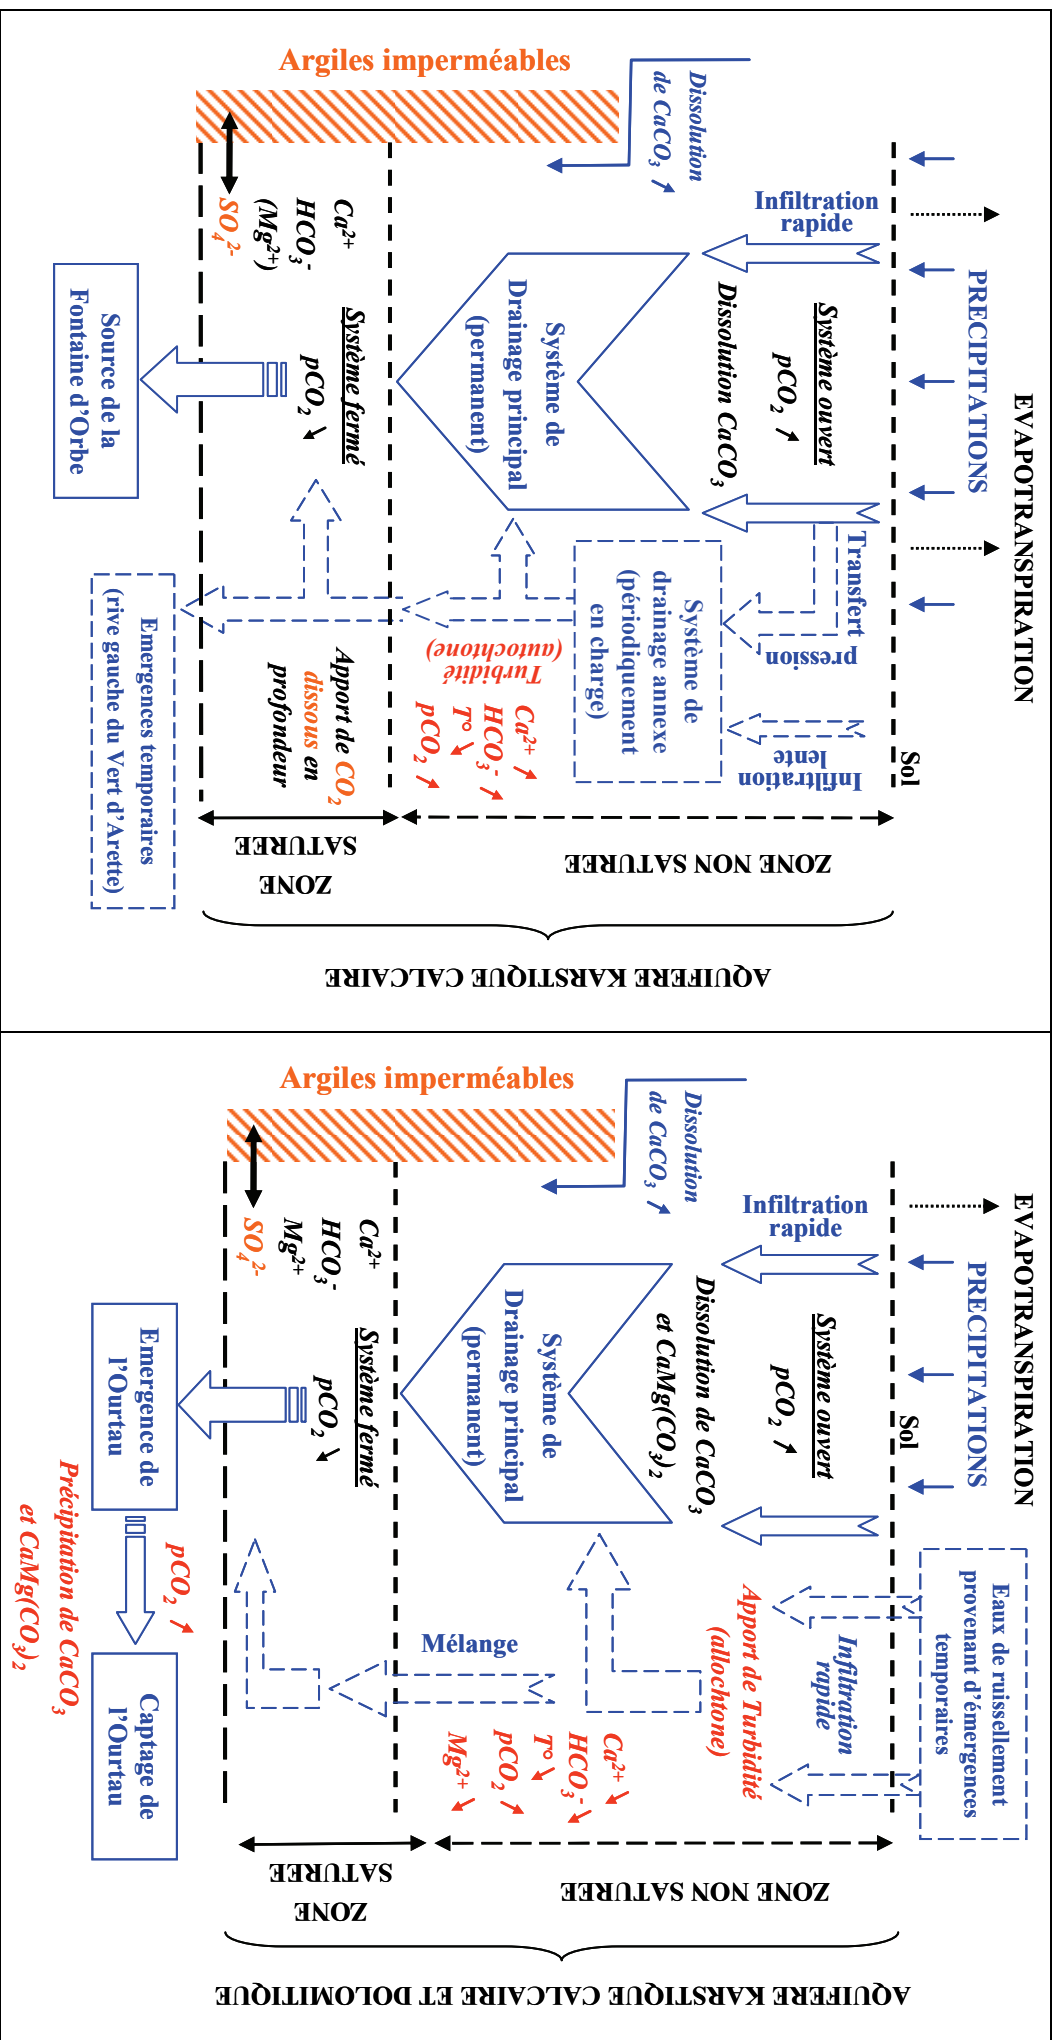 EVAPOTRANSPIRATION
PRECIPITATIONS
Sol
Infiltration
rapide
Système ouvert
pCO₂
Transfert
pression
Infiltration
lente
Dissolution
de CaCO₃
Dissolution CaCO₃
Argiles imperméables
Système de
Drainage principal
(permanent)
Système de
drainage annexe
(périodiquement
en charge)
Turbidité
(autochtone)
Ca²⁺
HCO₃⁻
T°
pCO₂
ZONE NON SATUREE
Ca²⁺
HCO₃⁻
(Mg²⁺)
SO₄²⁻
Système fermé
pCO₂
Apport de CO₂
dissous en
profondeur
ZONE
SATUREE
AQUIFERE KARSTIQUE CALCAIRE
Source de la
Fontaine d'Orbe
Emergences temporaires
(rive gauche du Vert d'Arette)
EVAPOTRANSPIRATION
PRECIPITATIONS
Sol
Eaux de ruissellement
provenant d'émergences
temporaires
Infiltration
rapide
Système ouvert
pCO₂
Infiltration
rapide
Dissolution
de CaCO₃
Dissolution de CaCO₃
et CaMg(CO₃)₂
Apport de Turbidité
(allochtone)
Argiles imperméables
Système de
Drainage principal
(permanent)
Mélange
Ca²⁺
HCO₃⁻
T°
pCO₂
Mg²⁺
ZONE NON SATUREE
Ca²⁺
HCO₃⁻
Mg²⁺
SO₄²⁻
Système fermé
pCO₂
ZONE
SATUREE
AQUIFERE KARSTIQUE CALCAIRE ET DOLOMITIQUE
Emergence de
l'Ourtau
pCO₂
Précipitation de CaCO₃
et CaMg(CO₃)₂
Captage de
l'Ourtau